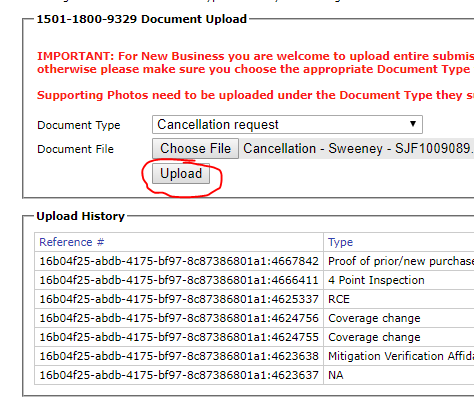 1501-1800-9329 Document Upload
IMPORTANT: For New Business you are welcome to upload entire
otherwise please make sure you choose the appropriate Document Type
Supporting Photos need to be uploaded under the Document Type they
Document Type Cancellation request
Document File Choose File Cancellation - Sweeney - SJF1009089.
Upload
Upload History
Reference # Type
16b04f25-abdb-4175-bf97-8c87386801a1:4667842 Proof of prior/new purchase
16b04f25-abdb-4175-bf97-8c87386801a1:4666411 4 Point Inspection
16b04f25-abdb-4175-bf97-8c87386801a1:4625337 RCE
16b04f25-abdb-4175-bf97-8c87386801a1:4624756 Coverage change
16b04f25-abdb-4175-bf97-8c87386801a1:4624755 Coverage change
16b04f25-abdb-4175-bf97-8c87386801a1:4623638 Mitigation Verification Affida
16b04f25-abdb-4175-bf97-8c87386801a1:4623637 NA